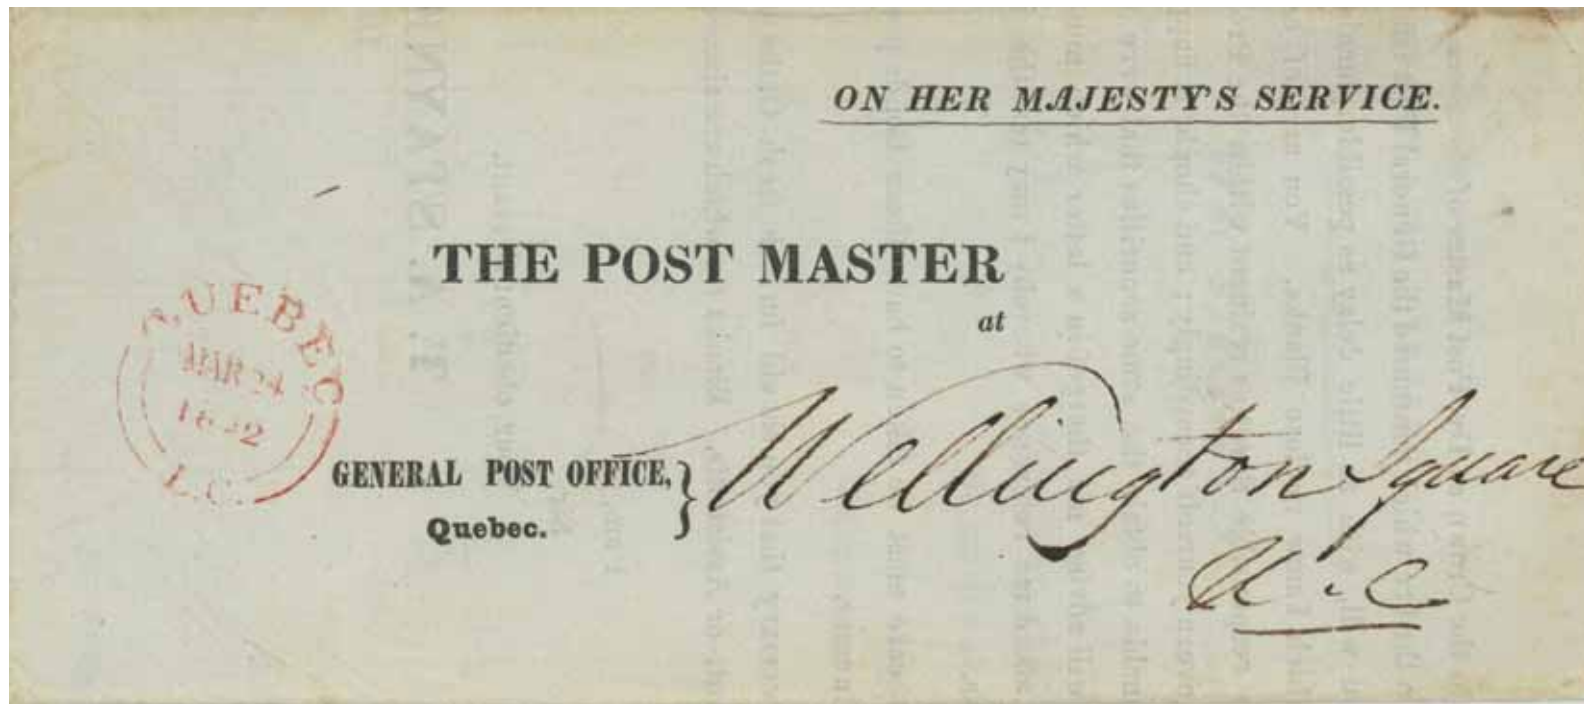 ON HER MAJESTY'S SERVICE.
THE POST MASTER
at
QUEBEC
MAR 24
L.C.
GENERAL POST OFFICE,
Quebec.
Wellington Square
U.C